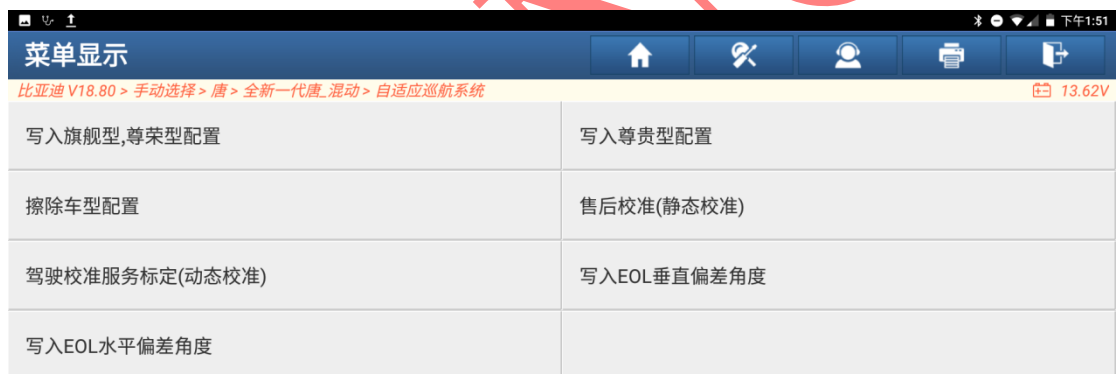 下午1:51
菜单显示
比亚迪 V18.80 > 手动选择 > 唐 > 全新一代唐_混动 > 自适应巡航系统
13.62V
写入旗舰型,尊荣型配置
写入尊贵型配置
擦除车型配置
售后校准(静态校准)
驾驶校准服务标定(动态校准)
写入EOL垂直偏差角度
写入EOL水平偏差角度